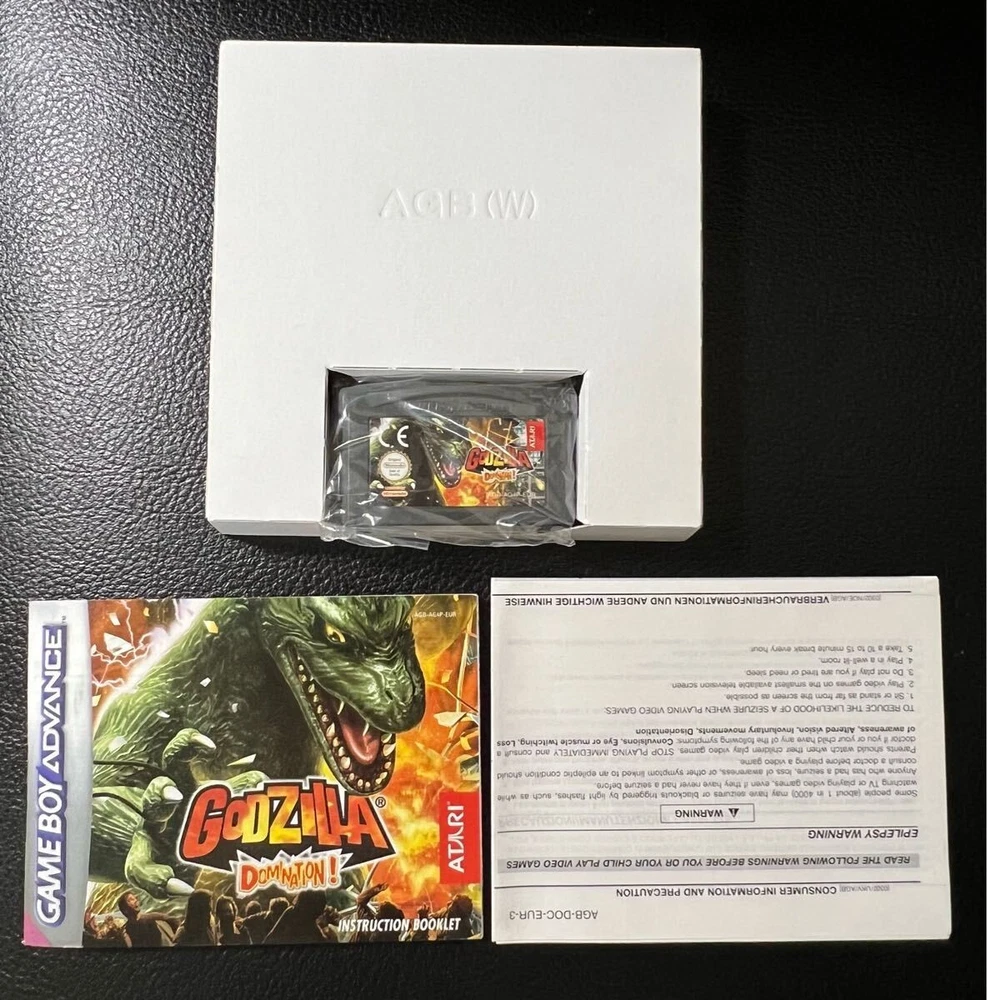 AGB (W)
CE
Original
Nintendo
Seal of
Quality
GODZILLA
DOMINATION!
ATARI
GAME BOY ADVANCE™
AGB-AG4P-EUR
GODZILLA®
DOMINATION!
ATARI
INSTRUCTION BOOKLET
AGB-DOC-EUR-3
CONSUMER INFORMATION AND PRECAUTION
READ THE FOLLOWING WARNINGS BEFORE YOU OR YOUR CHILD PLAY VIDEO GAMES
EPILEPSY WARNING
WARNING
Some people (about 1 in 4000) may have seizures or blackouts triggered by light flashes, such as while
watching TV or playing video games, even if they have never had a seizure before.
Anyone who has had a seizure, loss of awareness, or other symptom linked to an epileptic condition should
consult a doctor before playing a video game.
Parents should watch when their children play video games. STOP PLAYING IMMEDIATELY and consult a
doctor if you or your child have any of the following symptoms: Convulsions, Eye or muscle twitching, Loss
of awareness, Altered vision, Involuntary movements, Disorientation
TO REDUCE THE LIKELIHOOD OF A SEIZURE WHEN PLAYING VIDEO GAMES:
1. Sit or stand as far from the screen as possible.
2. Play video games on the smallest available television screen
3. Do not play if you are tired or need sleep.
4. Play in a well-lit room.
5. Take a 10 to 15 minute break every hour.
VERBRAUCHERINFORMATIONEN UND ANDERE WICHTIGE HINWEISE